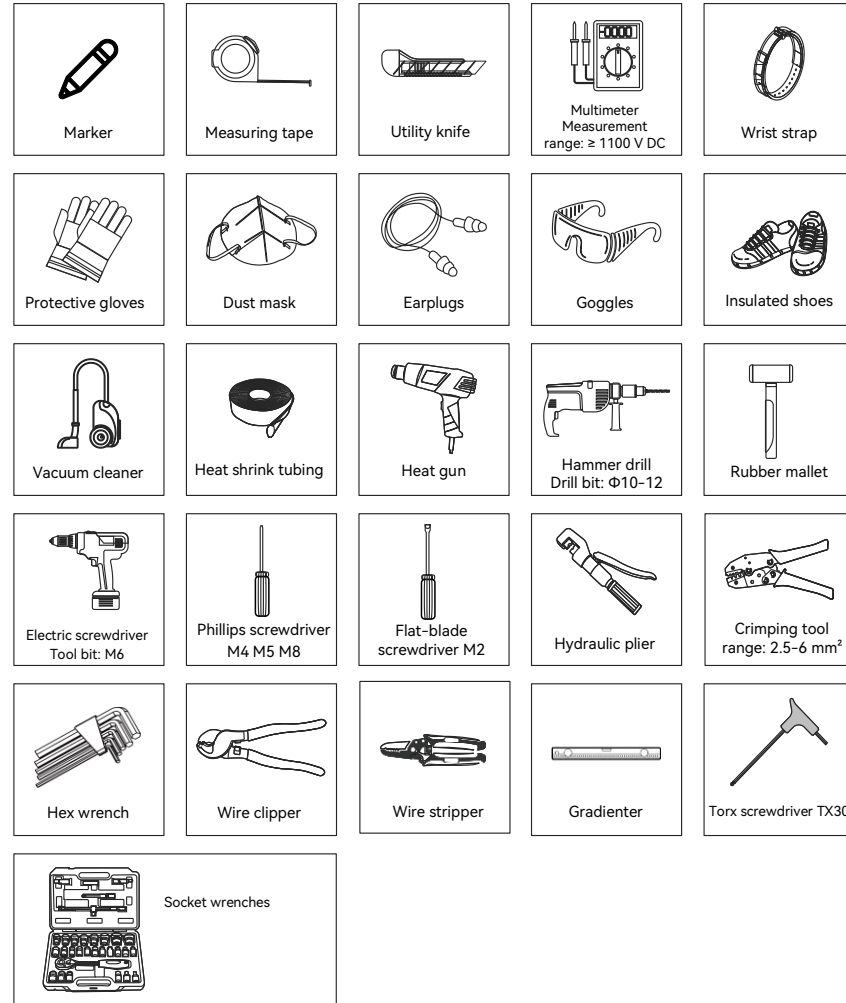 Marker
Measuring tape
Utility knife
Multimeter
Measurement
range: ≥ 1100 V DC
Wrist strap
Protective gloves
Dust mask
Earplugs
Goggles
Insulated shoes
Vacuum cleaner
Heat shrink tubing
Heat gun
Hammer drill
Drill bit: Φ10-12
Rubber mallet
Electric screwdriver
Tool bit: M6
Phillips screwdriver
M4 M5 M8
Flat-blade
screwdriver M2
Hydraulic plier
Crimping tool
range: 2.5-6 mm²
Hex wrench
Wire clipper
Wire stripper
Gradienter
Torx screwdriver TX30
Socket wrenches